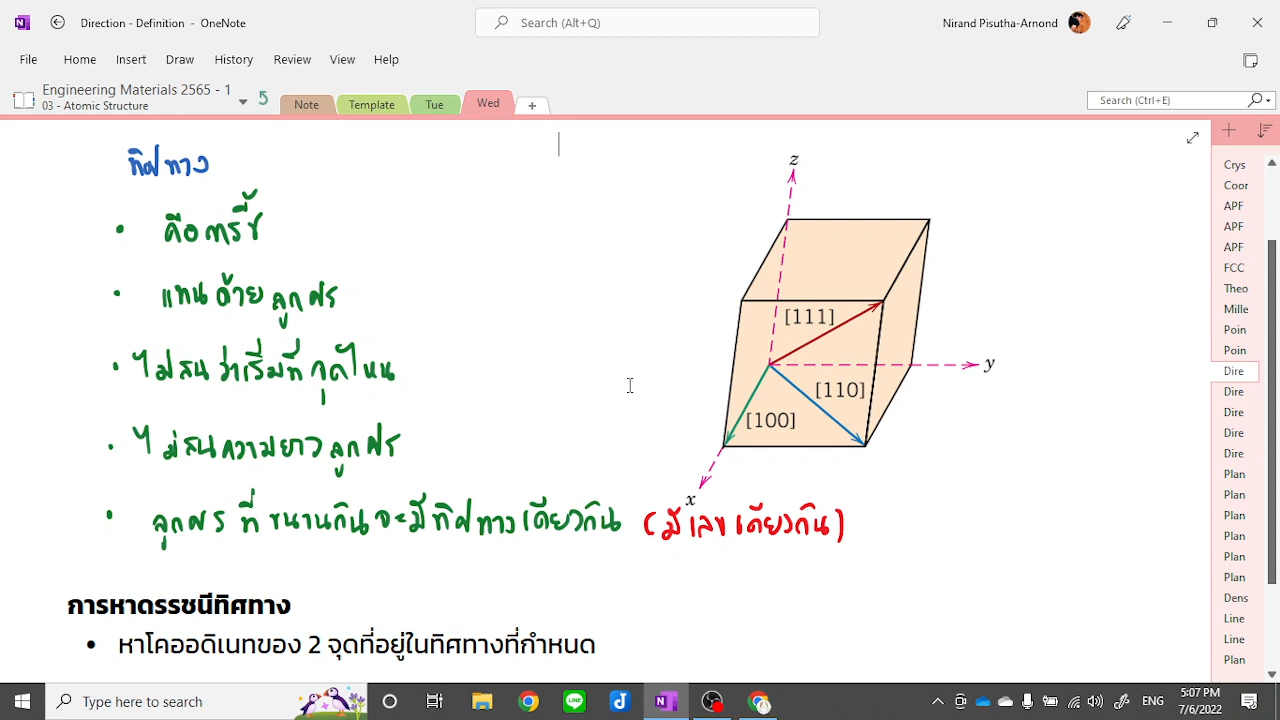 Direction - Definition - OneNote
Search (Alt+Q)
Nirand Pisutha-Arnond
File Home Insert Draw History Review View Help
Engineering Materials 2565 - 1
03 - Atomic Structure
Note Template Tue Wed +
Search (Ctrl+E)
ทิศทาง
• คือการชี้
• แทนด้วยลูกศร
• ไม่สนว่าเริ่มที่จุดไหน
• ไม่สนความยาวลูกศร
• ลูกศรที่ขนานกันจะมีทิศทางเดียวกัน (มีเลขเดียวกัน)
z
[111]
y
[110]
[100]
x
การหาดรรชนีทิศทาง
• หาโคออดิเนทของ 2 จุดที่อยู่ในทิศทางที่กำหนด
Crys
Coor
APF
APF
APF
FCC
Theo
Mille
Poin
Poin
Dire
Dire
Dire
Dire
Dire
Plan
Plan
Plan
Plan
Plan
Plan
Dens
Line
Line
Plan
Type here to search
ENG
5:07 PM
7/6/2022